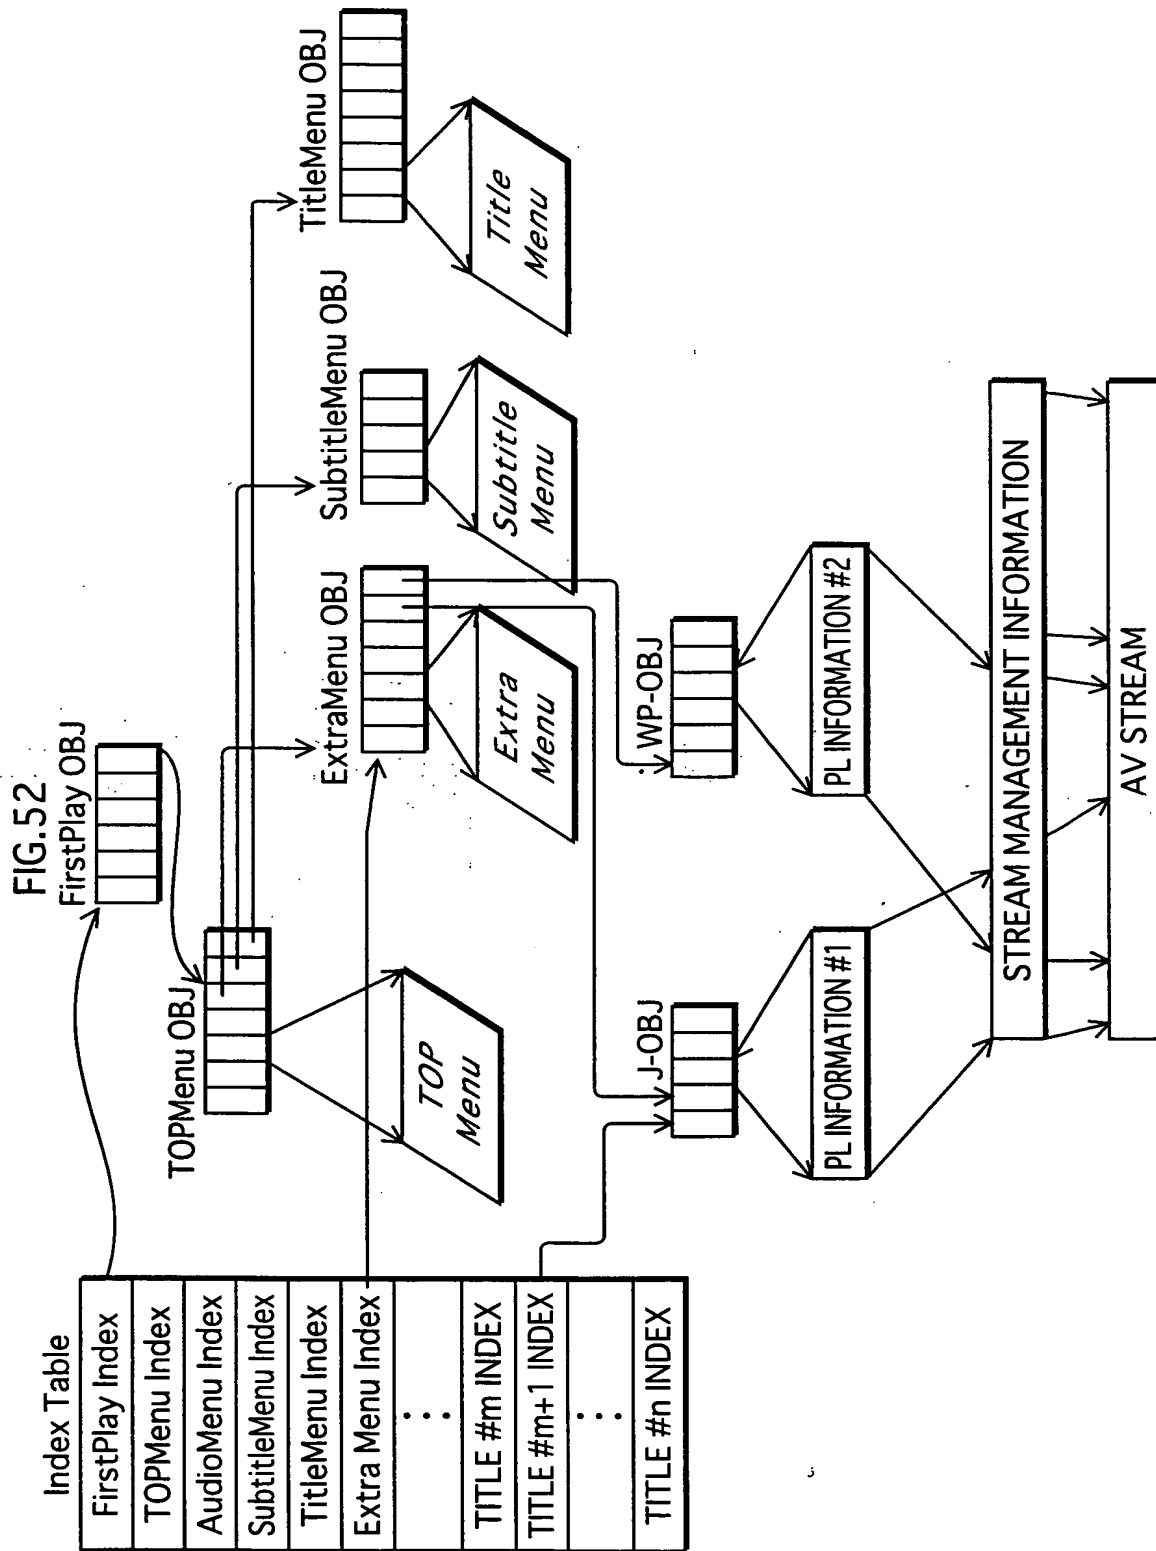 FIG.52
Index Table
FirstPlay Index
TOPMenu Index
AudioMenu Index
SubtitleMenu Index
TitleMenu Index
Extra Menu Index
...
TITLE #m INDEX
TITLE #m+1 INDEX
...
TITLE #n INDEX
FirstPlay OBJ
TOPMenu OBJ
TOP
Menu
ExtraMenu OBJ
Extra
Menu
SubtitleMenu OBJ
Subtitle
Menu
TitleMenu OBJ
Title
Menu
J-OBJ
WP-OBJ
PL INFORMATION #1
PL INFORMATION #2
STREAM MANAGEMENT INFORMATION
AV STREAM